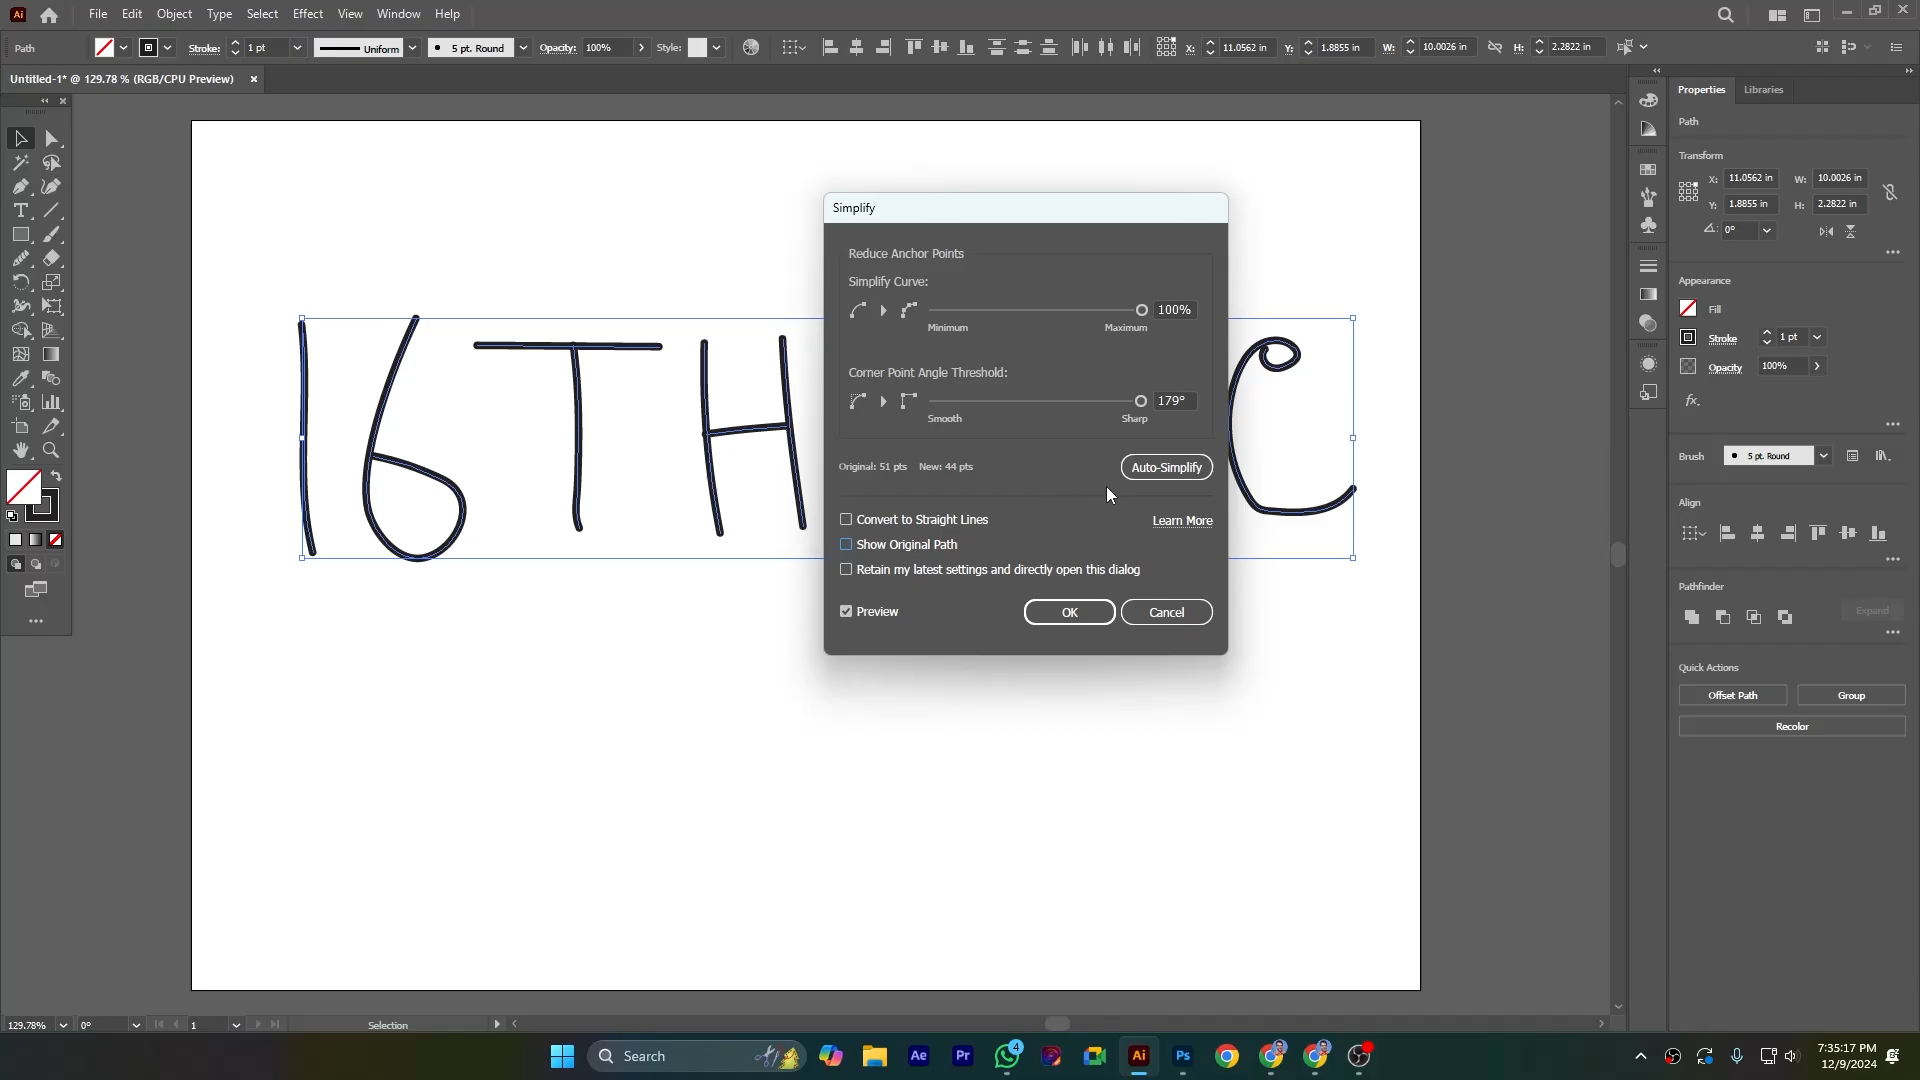 Ai File Edit Object Type Select Effect View Window Help
Path Stroke: 1 pt Uniform 5 pt. Round Opacity: 100% Style: X: 11.0562 in Y: 1.8855 in W: 10.0026 in H: 2.2822 in
Untitled-1* @ 129.78 % (RGB/CPU Preview)
16TH
C
Simplify
Reduce Anchor Points
Simplify Curve:
100%
Minimum Maximum
Corner Point Angle Threshold:
179°
Smooth Sharp
Original: 51 pts New: 44 pts Auto-Simplify
Convert to Straight Lines Learn More
Show Original Path
Retain my latest settings and directly open this dialog
Preview OK Cancel
Properties Libraries
Path
Transform
X: 11.0562 in W: 10.0026 in
Y: 1.8855 in H: 2.2822 in
0°
Appearance
Fill
Stroke 1 pt
Opacity 100%
fx
Brush 5 pt. Round
Align
Pathfinder
Expand
Quick Actions
Offset Path Group
Recolor
129.78% 0° 1 Selection
Search Ae Pr 4 Ai Ps 7:35:17 PM
12/9/2024